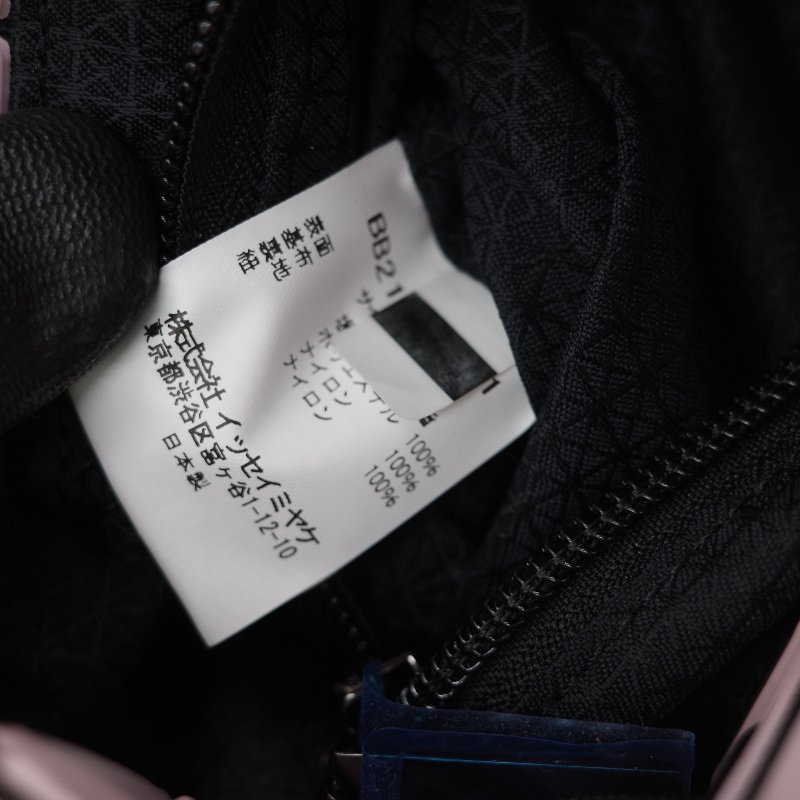 BB21
表面
基布
裏地
組
ポリエステル 100%
ナイロン 100%
ナイロン 100%
株式会社 イッセイミヤケ
東京都渋谷区富ヶ谷1-12-10
日本製